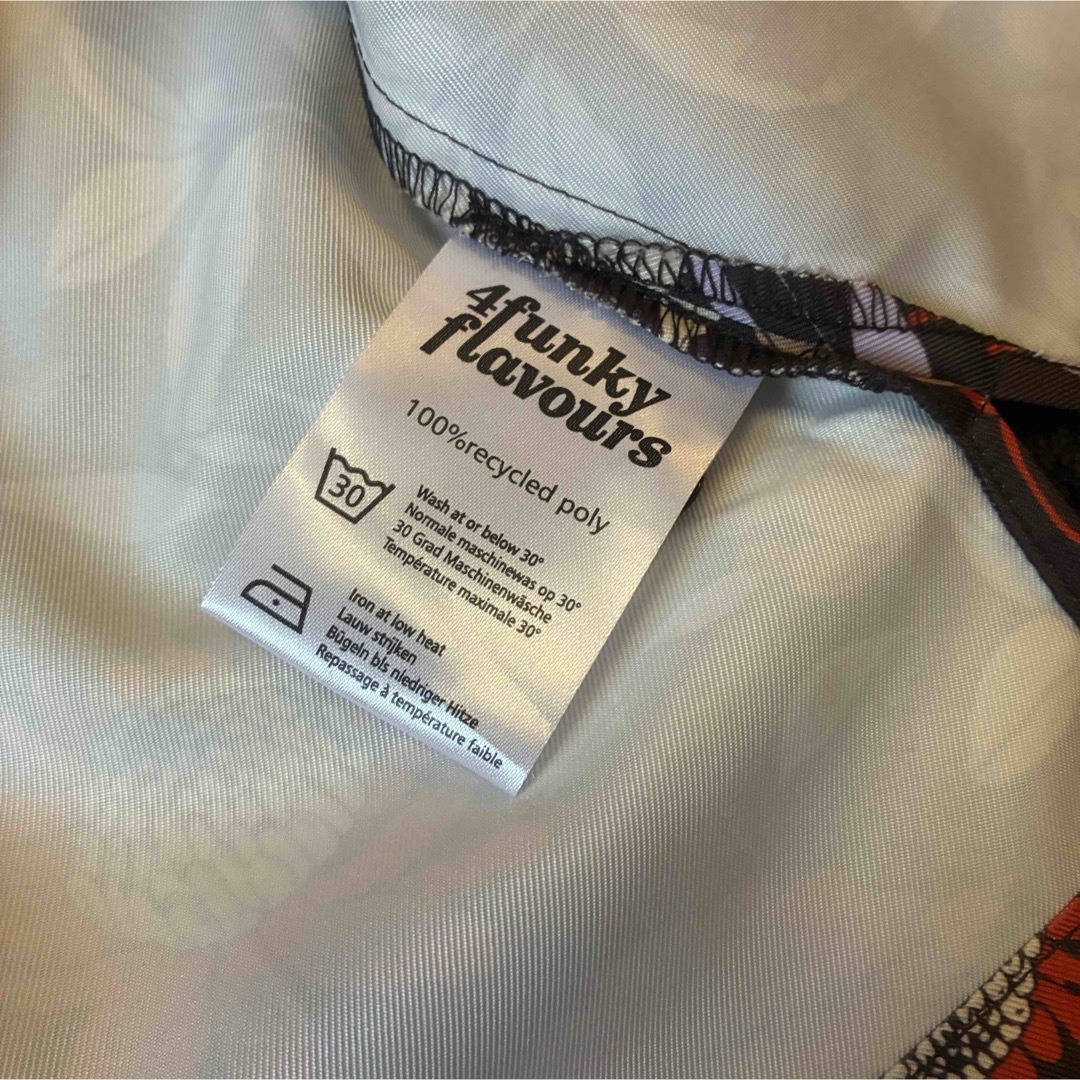 4funky
flavours
100%recycled poly
30
Wash at or below 30°
Normale maschinewas op 30°
30 Grad Maschinenwäsche
Température maximale 30°
Iron at low heat
Lauw strijken
Bügeln bis niedriger Hitze
Repassage à température faible